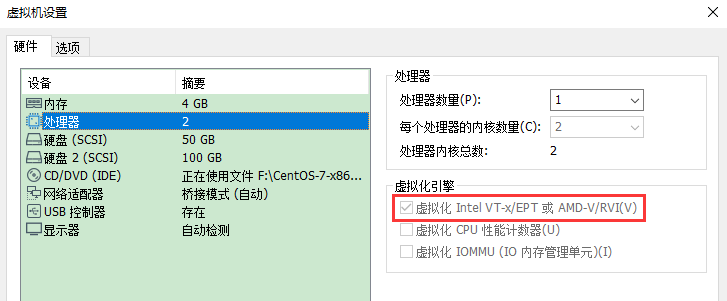 虚拟机设置
硬件 选项
设备 摘要
内存 4 GB
处理器 2
硬盘 (SCSI) 50 GB
硬盘 2 (SCSI) 100 GB
CD/DVD (IDE) 正在使用文件 F:\CentOS-7-x86...
网络适配器 桥接模式 (自动)
USB 控制器 存在
显示器 自动检测
处理器
处理器数量(P): 1
每个处理器的内核数量(C): 2
处理器内核总数: 2
虚拟化引擎
虚拟化 Intel VT-x/EPT 或 AMD-V/RVI(V)
虚拟化 CPU 性能计数器(U)
虚拟化 IOMMU (IO 内存管理单元)(I)